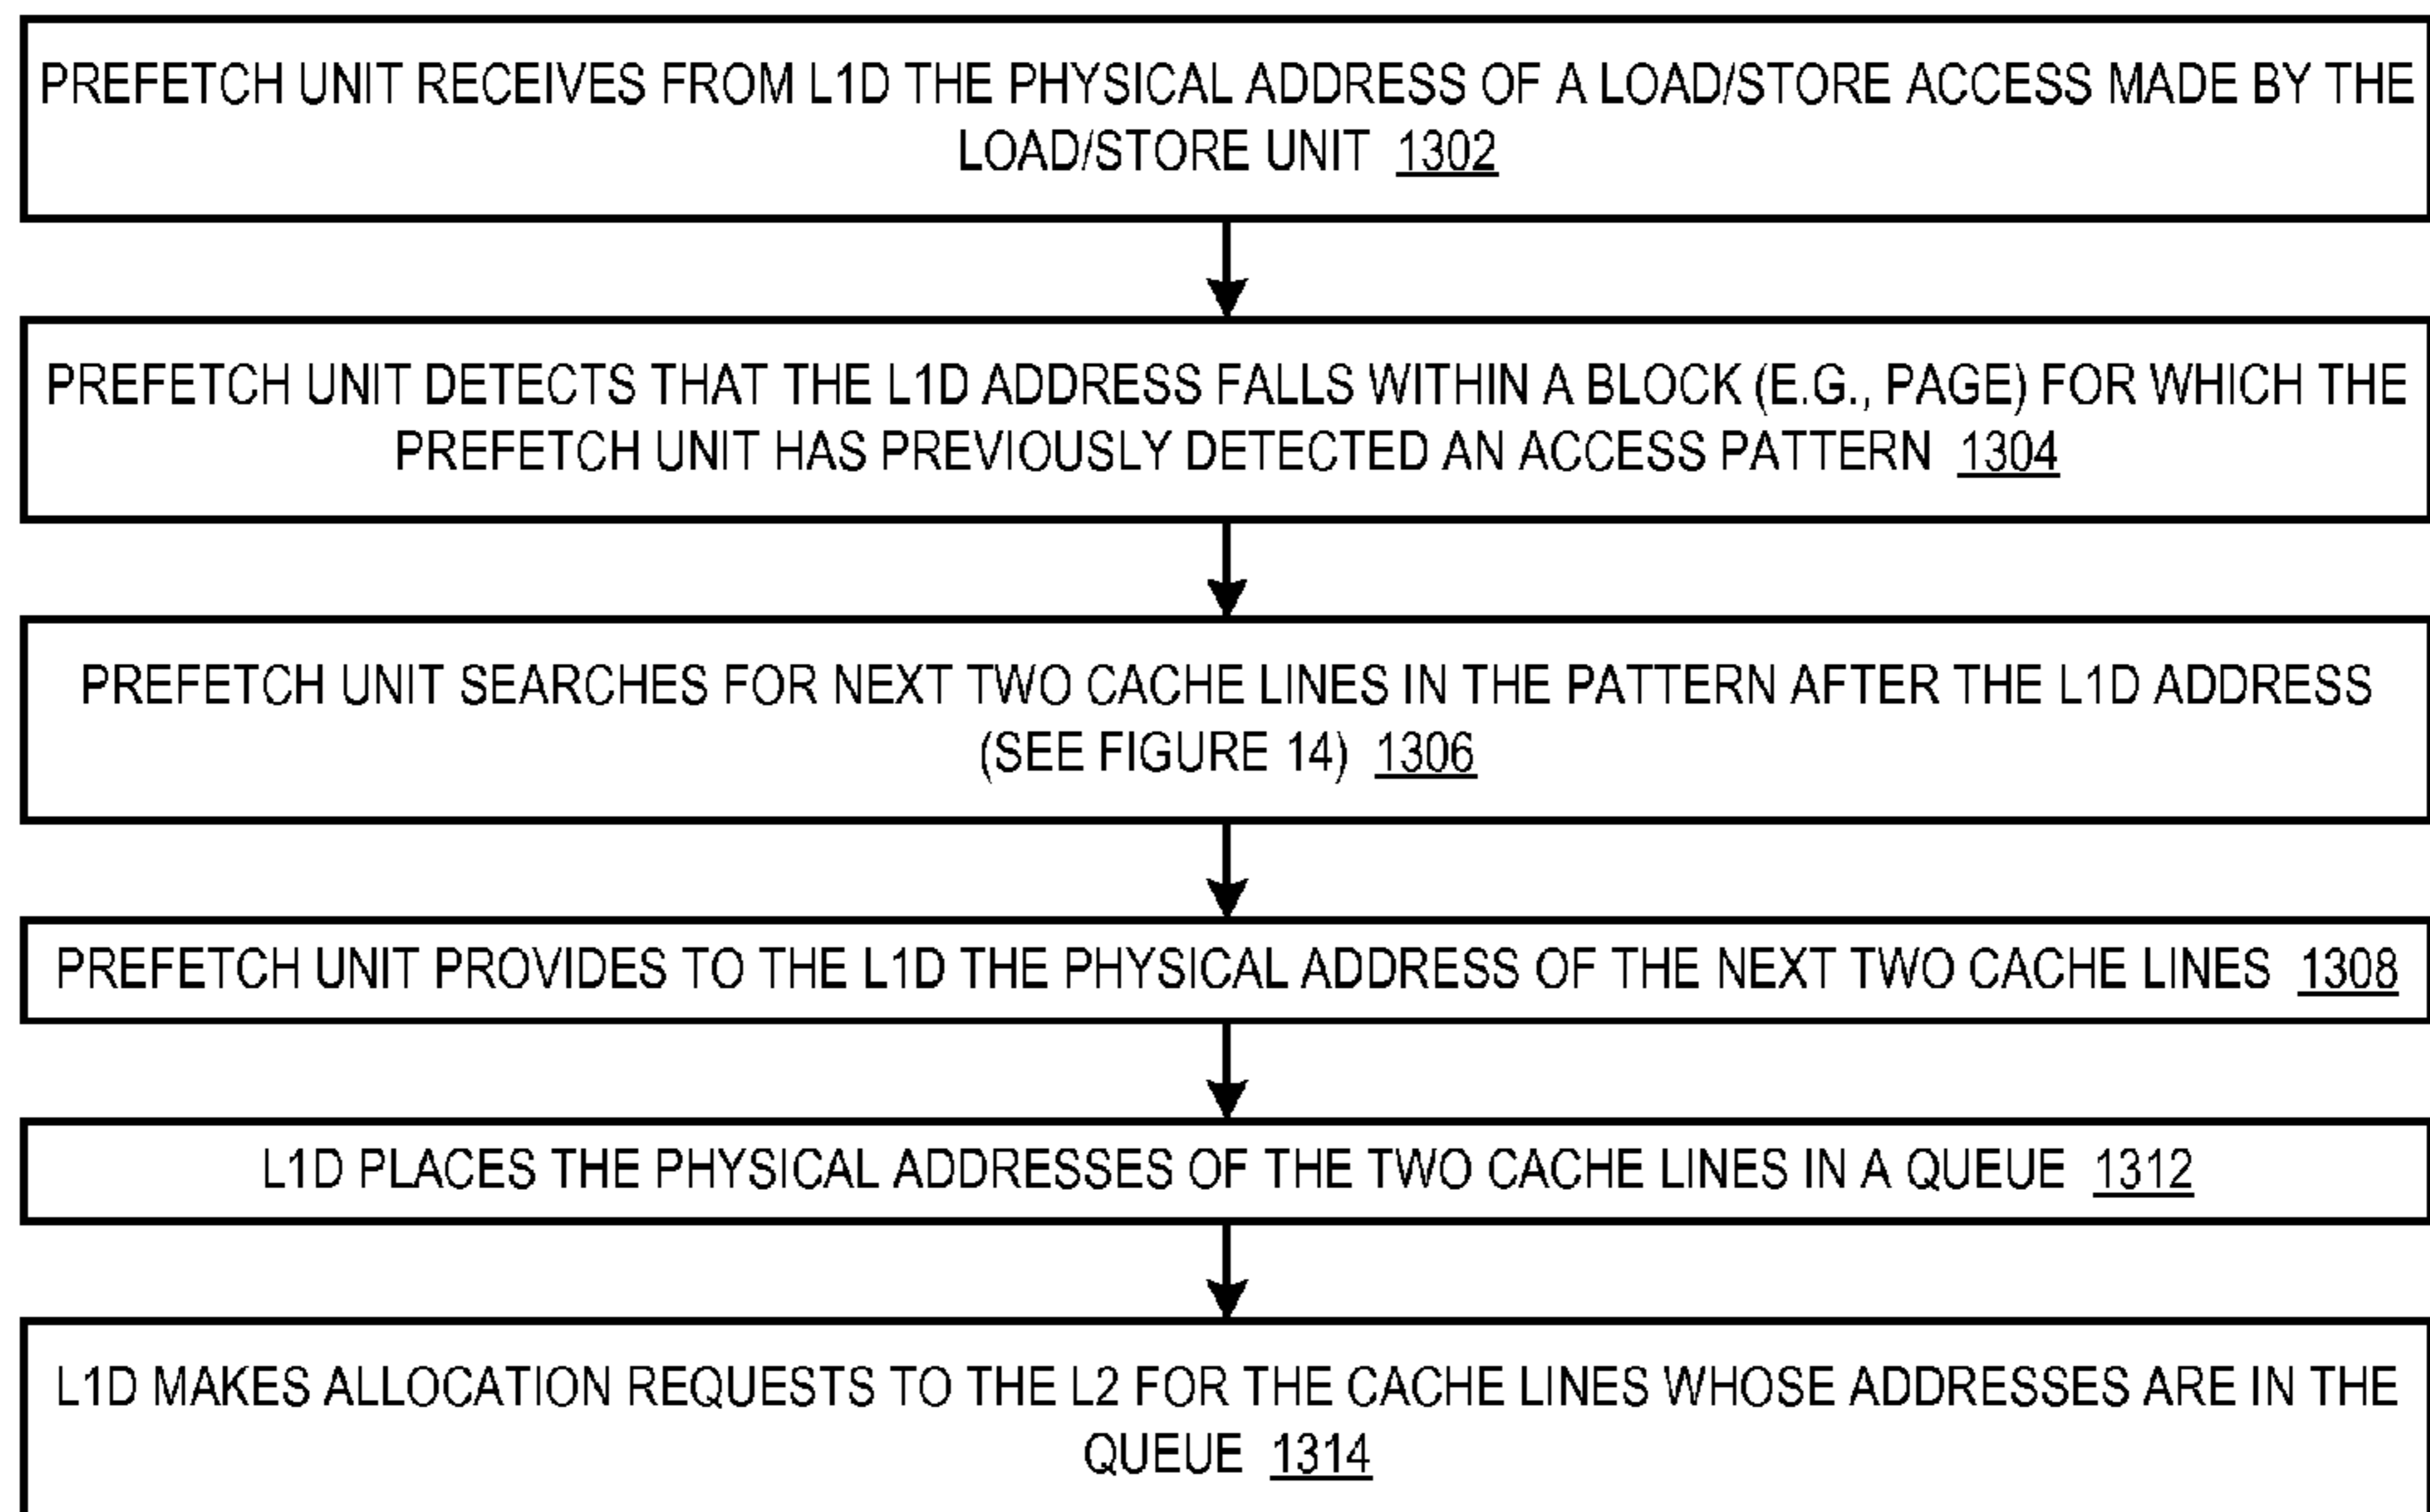 PREFETCH UNIT RECEIVES FROM L1D THE PHYSICAL ADDRESS OF A LOAD/STORE ACCESS MADE BY THE
LOAD/STORE UNIT 1302
PREFETCH UNIT DETECTS THAT THE L1D ADDRESS FALLS WITHIN A BLOCK (E.G., PAGE) FOR WHICH THE
PREFETCH UNIT HAS PREVIOUSLY DETECTED AN ACCESS PATTERN 1304
PREFETCH UNIT SEARCHES FOR NEXT TWO CACHE LINES IN THE PATTERN AFTER THE L1D ADDRESS
(SEE FIGURE 14) 1306
PREFETCH UNIT PROVIDES TO THE L1D THE PHYSICAL ADDRESS OF THE NEXT TWO CACHE LINES 1308
L1D PLACES THE PHYSICAL ADDRESSES OF THE TWO CACHE LINES IN A QUEUE 1312
L1D MAKES ALLOCATION REQUESTS TO THE L2 FOR THE CACHE LINES WHOSE ADDRESSES ARE IN THE
QUEUE 1314